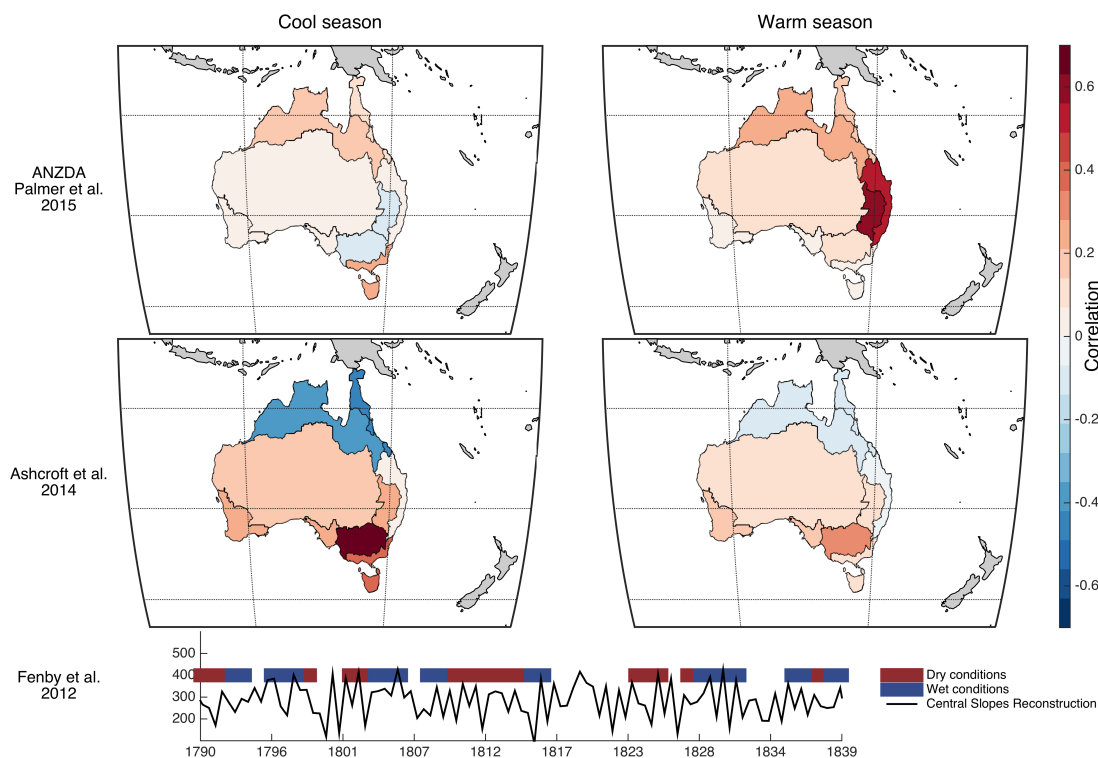 Cool season
Warm season
ANZDA
Palmer et al.
2015
0.6
0.4
0.2
0
-0.2
-0.4
-0.6
Correlation
Ashcroft et al.
2014
Fenby et al.
2012
500
400
300
200
1790
1796
1801
1807
1812
1817
1823
1828
1834
1839
Dry conditions
Wet conditions
Central Slopes Reconstruction